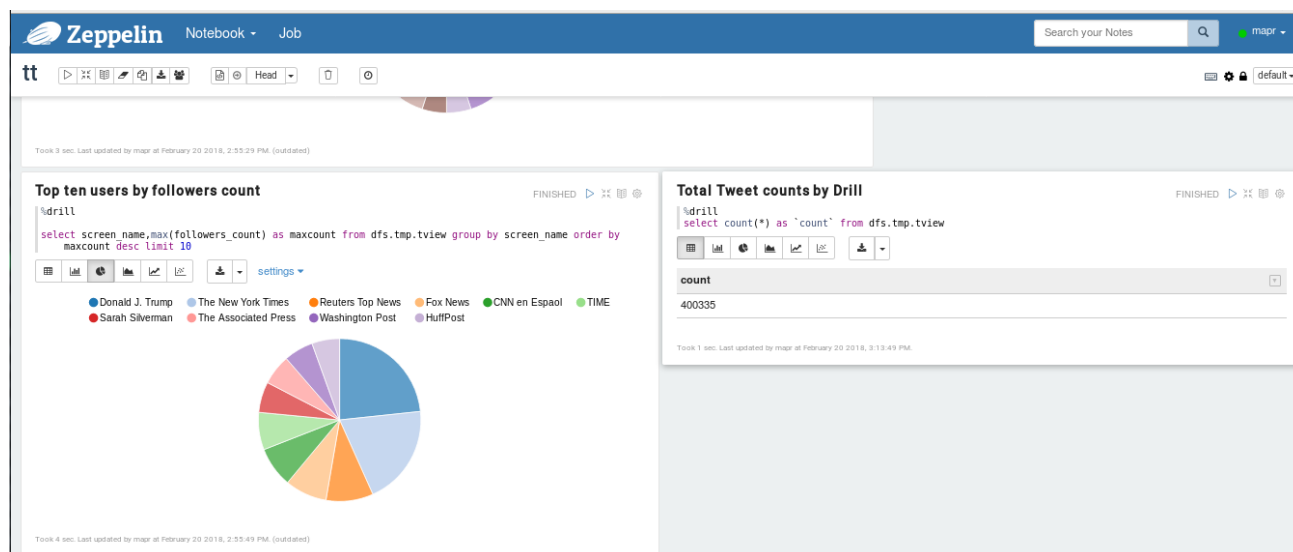 Zeppelin Notebook Job Search your Notes mapr
tt Head default
Took 3 sec. Last updated by mapr at February 20 2018, 2:55:29 PM. (outdated)
Top ten users by followers count FINISHED
%drill
select screen_name,max(followers_count) as maxcount from dfs.tmp.tview group by screen_name order by
maxcount desc limit 10
settings
Donald J. Trump The New York Times Reuters Top News Fox News CNN en Espaol TIME
Sarah Silverman The Associated Press Washington Post HuffPost
Took 4 sec. Last updated by mapr at February 20 2018, 2:55:49 PM. (outdated)
Total Tweet counts by Drill FINISHED
%drill
select count(*) as `count` from dfs.tmp.tview
count
400335
Took 1 sec. Last updated by mapr at February 20 2018, 3:13:49 PM.